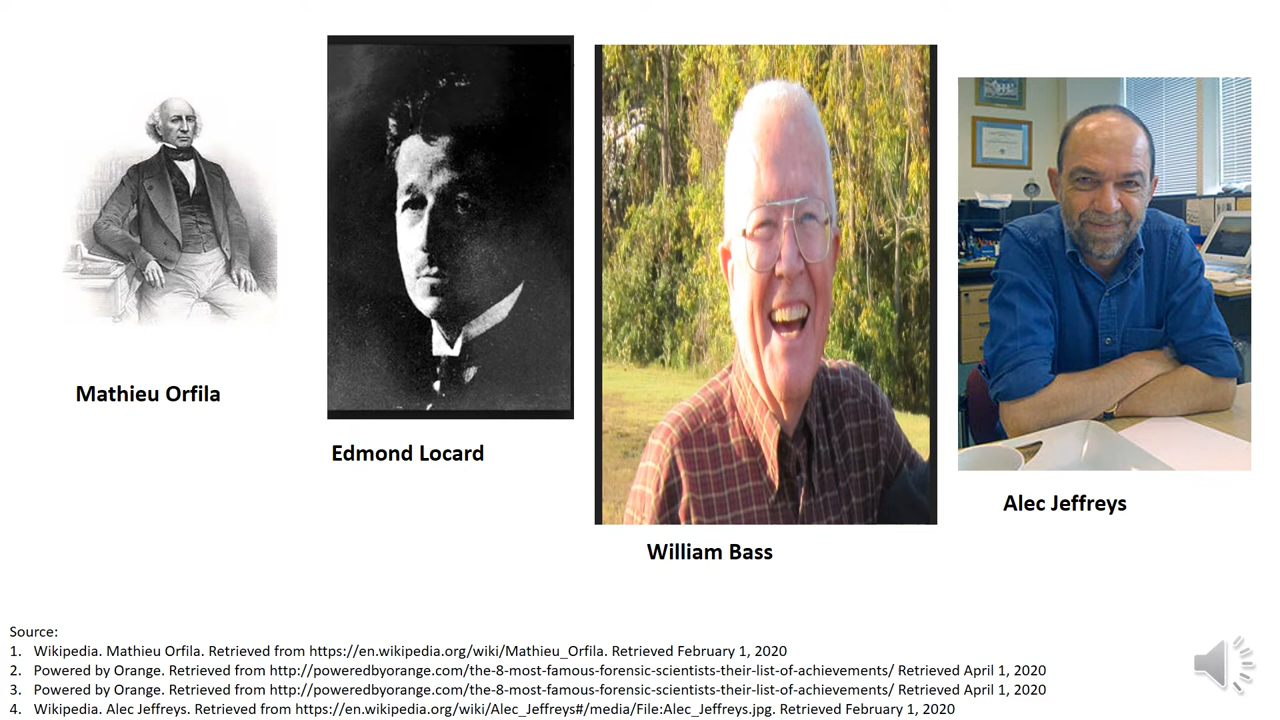 Mathieu Orfila
Edmond Locard
William Bass
Alec Jeffreys
Source:
1. Wikipedia. Mathieu Orfila. Retrieved from https://en.wikipedia.org/wiki/Mathieu_Orfila. Retrieved February 1, 2020
2. Powered by Orange. Retrieved from http://poweredbyorange.com/the-8-most-famous-forensic-scientists-their-list-of-achievements/ Retrieved April 1, 2020
3. Powered by Orange. Retrieved from http://poweredbyorange.com/the-8-most-famous-forensic-scientists-their-list-of-achievements/ Retrieved April 1, 2020
4. Wikipedia. Alec Jeffreys. Retrieved from https://en.wikipedia.org/wiki/Alec_Jeffreys#/media/File:Alec_Jeffreys.jpg. Retrieved February 1, 2020